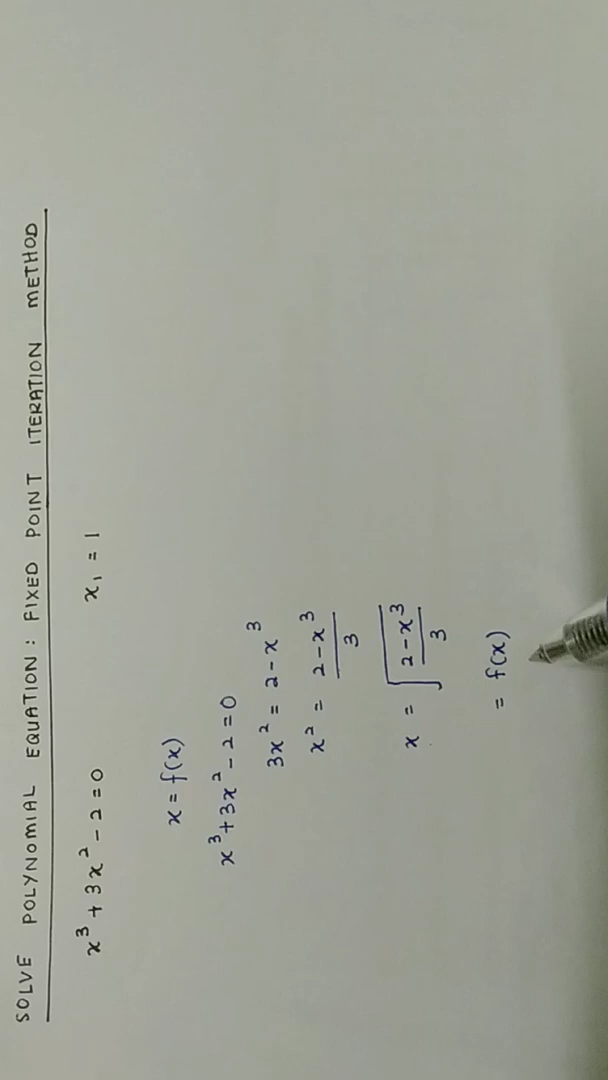 SOLVE POLYNOMIAL EQUATION : FIXED POINT ITERATION METHOD
x³ + 3x² - 2 = 0 x₁ = 1
x = f(x)
x³ + 3x² - 2 = 0
3x² = 2 - x³
x² = (2 - x³)/3
x = √((2 - x³)/3)
= f(x)